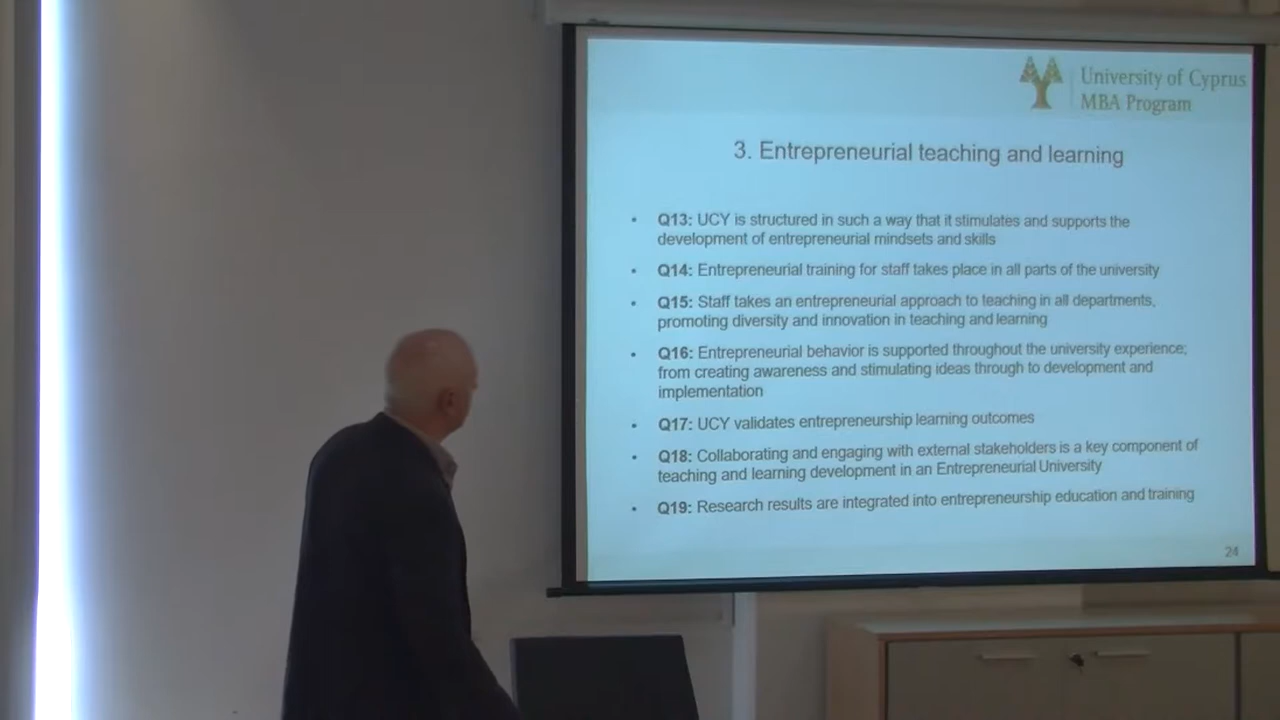 University of Cyprus
MBA Program
3. Entrepreneurial teaching and learning
• Q13: UCY is structured in such a way that it stimulates and supports the
development of entrepreneurial mindsets and skills
• Q14: Entrepreneurial training for staff takes place in all parts of the university
• Q15: Staff takes an entrepreneurial approach to teaching in all departments,
promoting diversity and innovation in teaching and learning
• Q16: Entrepreneurial behavior is supported throughout the university experience;
from creating awareness and stimulating ideas through to development and
implementation
• Q17: UCY validates entrepreneurship learning outcomes
• Q18: Collaborating and engaging with external stakeholders is a key component of
teaching and learning development in an Entrepreneurial University
• Q19: Research results are integrated into entrepreneurship education and training
24